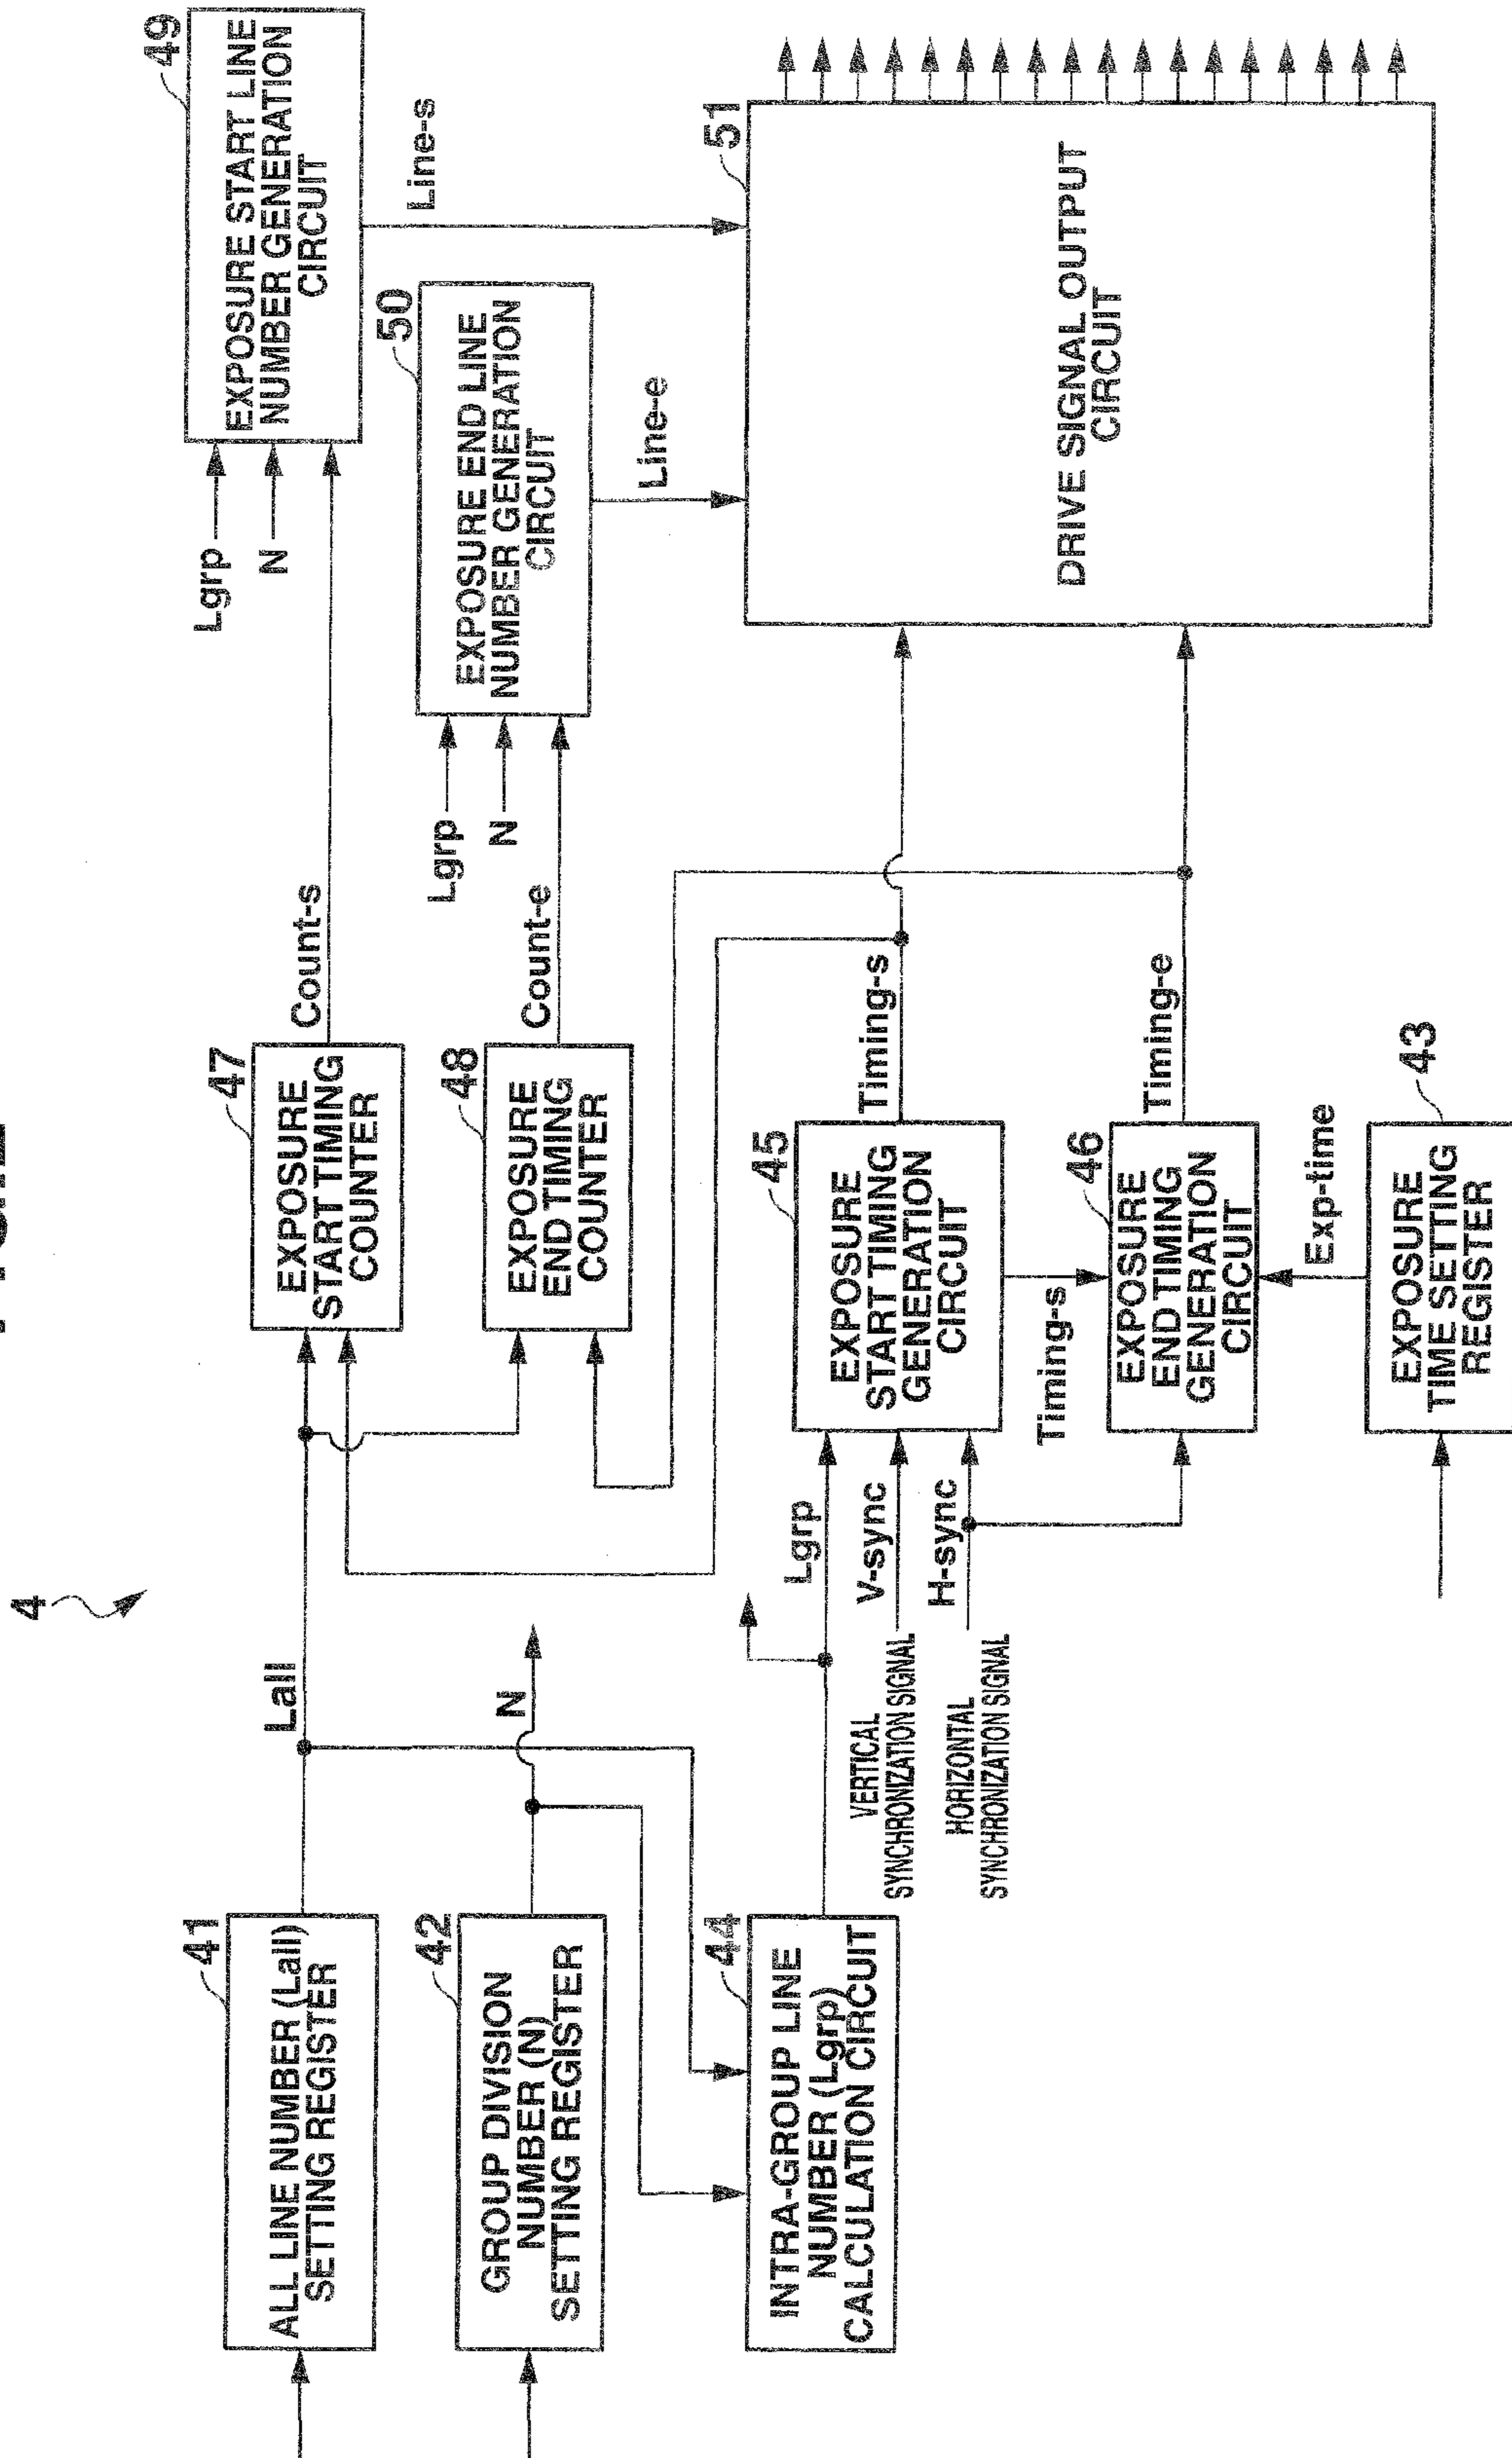 4
41
ALL LINE NUMBER (Lall)
SETTING REGISTER
Lall
42
GROUP DIVISION
NUMBER (N)
SETTING REGISTER
N
44
INTRA-GROUP LINE
NUMBER (Lgrp)
CALCULATION CIRCUIT
Lgrp
V-sync
VERTICAL
SYNCHRONIZATION SIGNAL
H-sync
HORIZONTAL
SYNCHRONIZATION SIGNAL
47
EXPOSURE
START TIMING
COUNTER
Count-s
48
EXPOSURE
END TIMING
COUNTER
Count-e
45
EXPOSURE
START TIMING
GENERATION
CIRCUIT
Timing-s
Timing-s
46
EXPOSURE
END TIMING
GENERATION
CIRCUIT
Timing-e
Exp-time
43
EXPOSURE
TIME SETTING
REGISTER
Lgrp
N
49
EXPOSURE START LINE
NUMBER GENERATION
CIRCUIT
Line-s
Lgrp
N
50
EXPOSURE END LINE
NUMBER GENERATION
CIRCUIT
Line-e
51
DRIVE SIGNAL OUTPUT
CIRCUIT